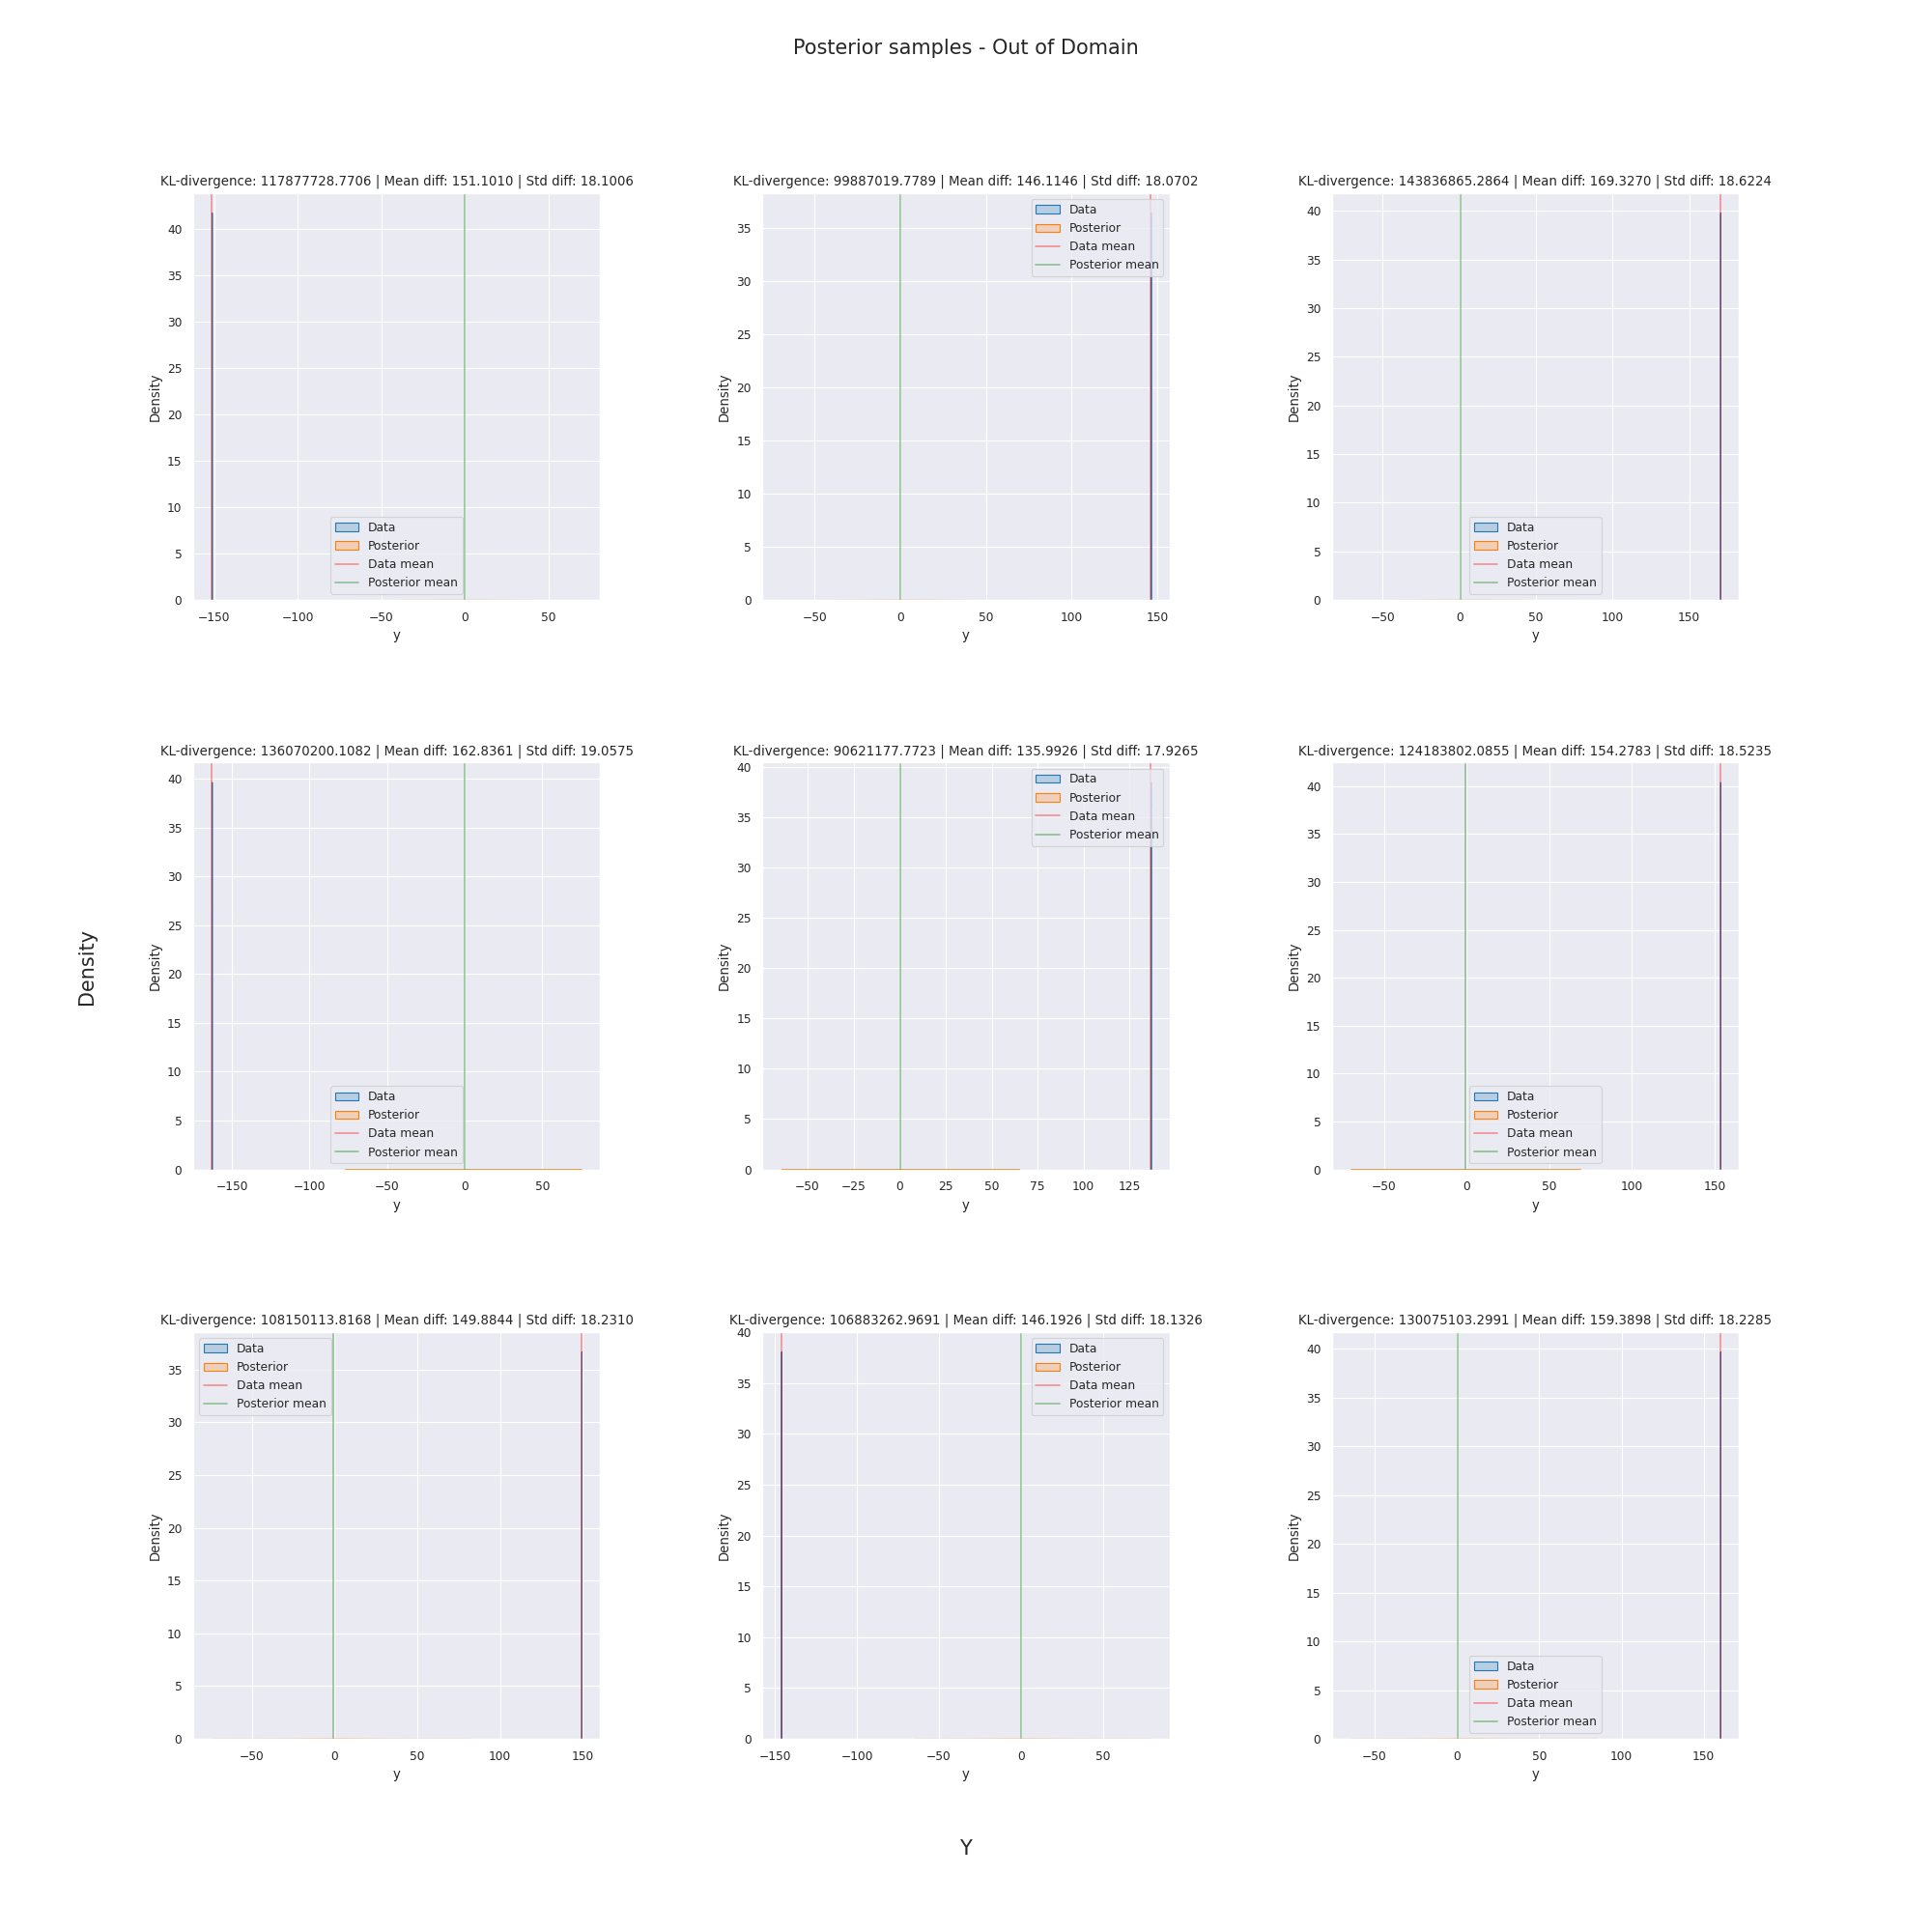 Posterior samples - Out of Domain
KL-divergence: 117877728.7706 | Mean diff: 151.1010 | Std diff: 18.1006
Density
40
35
30
25
20
15
10
5
0
Data
Posterior
Data mean
Posterior mean
−150 −100 −50 0 50
y
KL-divergence: 99887019.7789 | Mean diff: 146.1146 | Std diff: 18.0702
Density
35
30
25
20
15
10
5
0
Data
Posterior
Data mean
Posterior mean
−50 0 50 100 150
y
KL-divergence: 143836865.2864 | Mean diff: 169.3270 | Std diff: 18.6224
Density
40
35
30
25
20
15
10
5
0
Data
Posterior
Data mean
Posterior mean
−50 0 50 100 150
y
Density
KL-divergence: 136070200.1082 | Mean diff: 162.8361 | Std diff: 19.0575
Density
40
35
30
25
20
15
10
5
0
Data
Posterior
Data mean
Posterior mean
−150 −100 −50 0 50
y
KL-divergence: 90621177.7723 | Mean diff: 135.9926 | Std diff: 17.9265
Density
40
35
30
25
20
15
10
5
0
Data
Posterior
Data mean
Posterior mean
−50 −25 0 25 50 75 100 125
y
KL-divergence: 124183802.0855 | Mean diff: 154.2783 | Std diff: 18.5235
Density
40
35
30
25
20
15
10
5
0
Data
Posterior
Data mean
Posterior mean
−50 0 50 100 150
y
KL-divergence: 108150113.8168 | Mean diff: 149.8844 | Std diff: 18.2310
Density
35
30
25
20
15
10
5
0
Data
Posterior
Data mean
Posterior mean
−50 0 50 100 150
y
KL-divergence: 106883262.9691 | Mean diff: 146.1926 | Std diff: 18.1326
Density
40
35
30
25
20
15
10
5
0
Data
Posterior
Data mean
Posterior mean
−150 −100 −50 0 50
y
KL-divergence: 130075103.2991 | Mean diff: 159.3898 | Std diff: 18.2285
Density
40
35
30
25
20
15
10
5
0
Data
Posterior
Data mean
Posterior mean
−50 0 50 100 150
y
Y